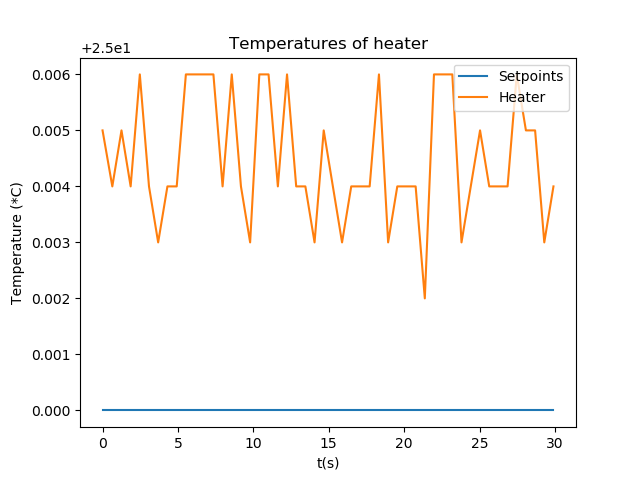 Temperatures of heater
+2.5e1
Setpoints
Heater
0.006
0.005
0.004
0.003
0.002
0.001
0.000
Temperature (*C)
0 5 10 15 20 25 30
t(s)